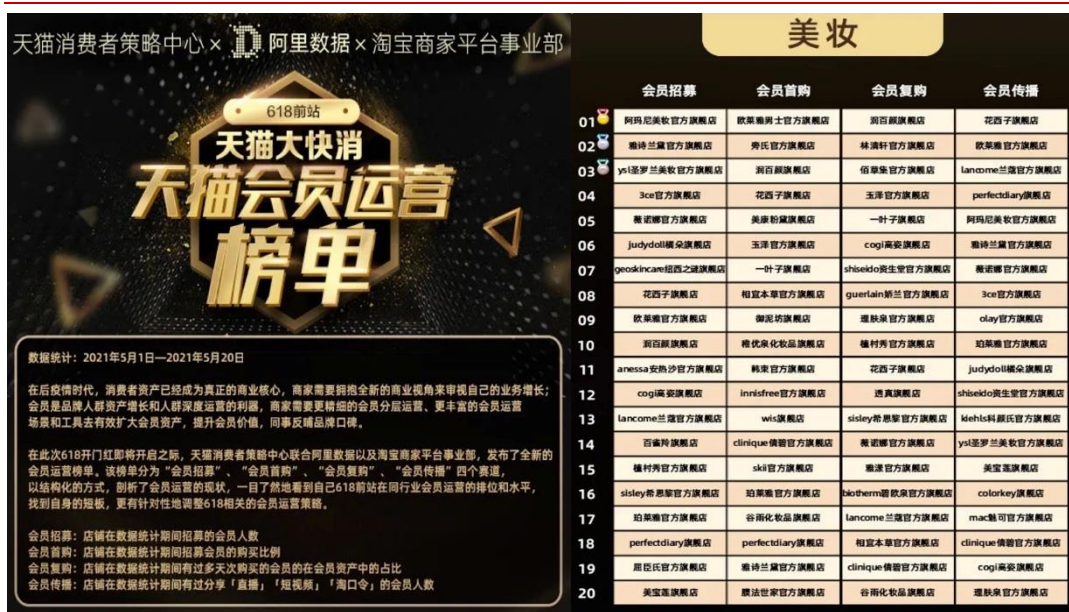 天猫消费者策略中心× 阿里数据×淘宝商家平台事业部
618前站
天猫大快消
天猫会员运营
榜单
数据统计：2021年5月1日—2021年5月20日
在后疫情时代，消费者资产已经成为真正的商业核心，商家需要拥抱全新的商业视角来审视自己的业务增长；
会员是品牌人群资产增长和人群深度运营的利器，商家需要更精细的会员分层运营、更丰富的会员运营
场景和工具去有效扩大会员资产，提升会员价值，同事反哺品牌口碑。
在此次618开门红即将开启之际，天猫消费者策略中心联合阿里数据以及淘宝商家平台事业部，发布了全新的
会员运营榜单。该榜单分为“会员招募”、“会员首购”、“会员复购”、“会员传播”四个赛道，
以结构化的方式，剖析了会员运营的现状，一目了然地看到自己618前站在同行业会员运营的排位和水平，
找到自身的短板，更有针对性地调整618相关的会员运营策略。
会员招募：店铺在数据统计期间招募的会员人数
会员首购：店铺在数据统计期间招募会员的购买比例
会员复购：店铺在数据统计期间有过多天次购买的会员的在会员资产中的占比
会员传播：店铺在数据统计期间有过分享「直播」「短视频」「淘口令」的会员人数
美妆
会员招募 会员首购 会员复购 会员传播
01 阿玛尼美妆官方旗舰店 欧莱雅男士官方旗舰店 润百颜旗舰店 花西子旗舰店
02 雅诗兰黛官方旗舰店 旁氏官方旗舰店 林清轩官方旗舰店 欧莱雅官方旗舰店
03 ysl圣罗兰美妆官方旗舰店 润百颜旗舰店 佰草集官方旗舰店 lancome兰蔻官方旗舰店
04 3ce官方旗舰店 花西子旗舰店 玉泽官方旗舰店 perfectdiary旗舰店
05 薇诺娜官方旗舰店 美康粉黛旗舰店 一叶子旗舰店 阿玛尼美妆官方旗舰店
06 judydoll橘朵旗舰店 玉泽官方旗舰店 cogi高姿旗舰店 雅诗兰黛官方旗舰店
07 geoskincare纽西之谜旗舰店 一叶子旗舰店 shiseido资生堂官方旗舰店 薇诺娜官方旗舰店
08 花西子旗舰店 相宜本草官方旗舰店 guerlain娇兰官方旗舰店 3ce官方旗舰店
09 欧莱雅官方旗舰店 御泥坊旗舰店 理肤泉官方旗舰店 olay官方旗舰店
10 润百颜旗舰店 稚优泉化妆品旗舰店 植村秀官方旗舰店 珀莱雅官方旗舰店
11 anessa安热沙官方旗舰店 韩束官方旗舰店 花西子旗舰店 judydoll橘朵旗舰店
12 cogi高姿旗舰店 innisfree官方旗舰店 透真旗舰店 shiseido资生堂官方旗舰店
13 lancome兰蔻官方旗舰店 wis旗舰店 sisley希思黎官方旗舰店 kiehls科颜氏官方旗舰店
14 百雀羚旗舰店 clinique倩碧官方旗舰店 薇诺娜官方旗舰店 ysl圣罗兰美妆官方旗舰店
15 植村秀官方旗舰店 skii官方旗舰店 雅漾官方旗舰店 美宝莲旗舰店
16 sisley希思黎官方旗舰店 珀莱雅官方旗舰店 biotherm碧欧泉官方旗舰店 colorkey旗舰店
17 珀莱雅官方旗舰店 谷雨化妆品旗舰店 lancome兰蔻官方旗舰店 mac魅可官方旗舰店
18 perfectdiary旗舰店 perfectdiary旗舰店 相宜本草官方旗舰店 clinique倩碧官方旗舰店
19 屈臣氏官方旗舰店 雅诗兰黛官方旗舰店 clinique倩碧官方旗舰店 cogi高姿旗舰店
20 美宝莲旗舰店 膜法世家官方旗舰店 谷雨化妆品旗舰店 理肤泉官方旗舰店